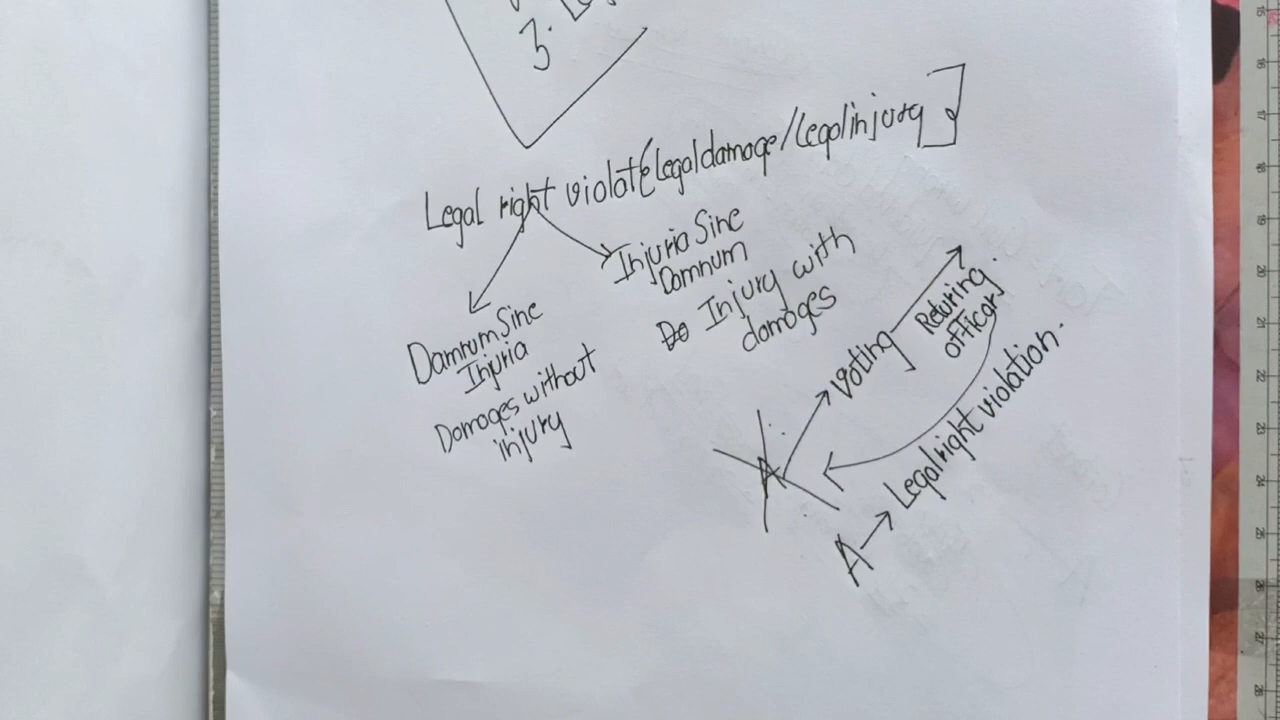 3.
Legal right violate [Legal damage/Legal injury]
Injuria Sine
Damnum
Injury with
damages
Damnum Sine
Injuria
Damages without
injury
A
voting
Returing
officer
A → Legal right violation.